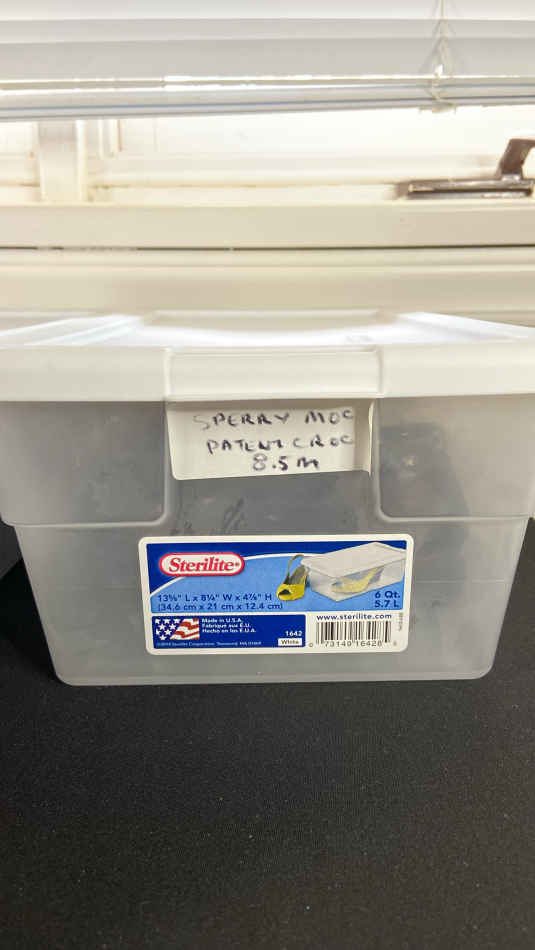 SPERRY MOC
PATENT CROC
8.5M
Sterilite®
13⅝" L x 8¼" W x 4⅞" H
(34.6 cm x 21 cm x 12.4 cm)
6 Qt.
5.7 L
Made in U.S.A.
Fabriqué aux É.U.
Hecho en los E.U.A.
1642
White
www.sterilite.com
0 73149 16428 6